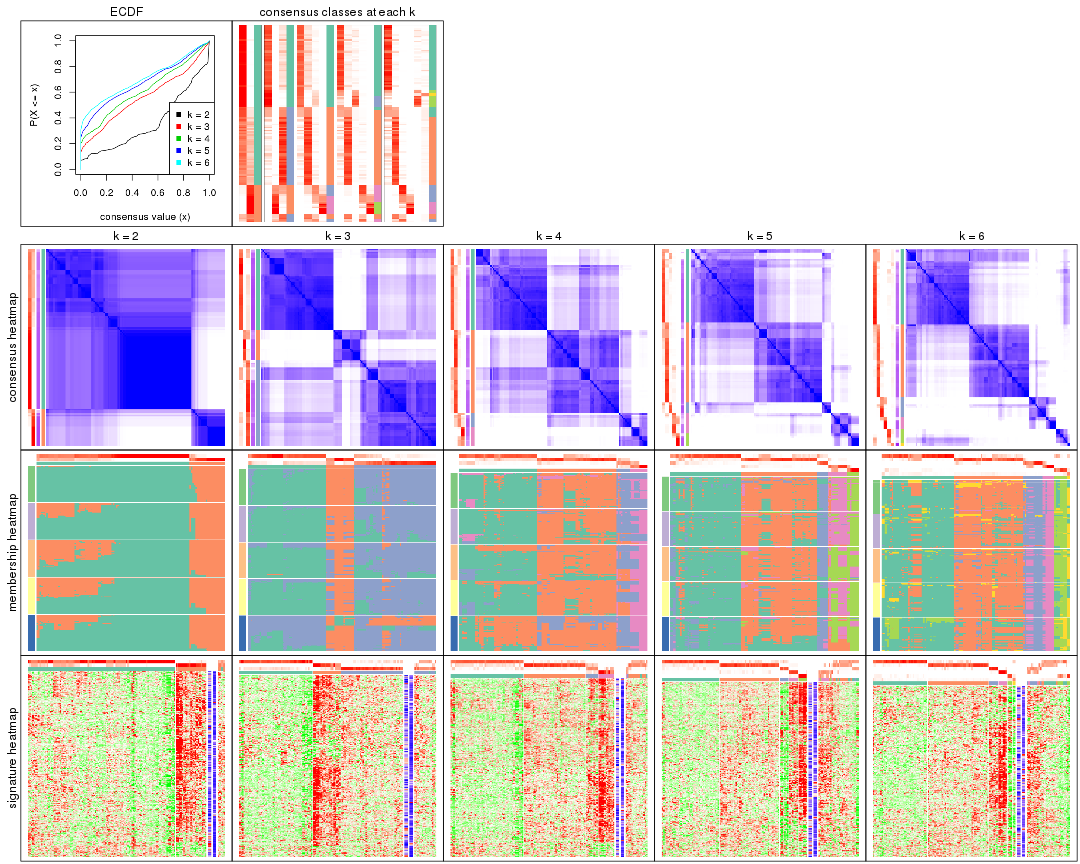 ECDF
consensus classes at each k
P(X <= x)
1.0
0.8
0.6
0.4
0.2
0.0
k = 2
k = 3
k = 4
k = 5
k = 6
0.0 0.2 0.4 0.6 0.8 1.0
consensus value (x)
k = 2 k = 3 k = 4 k = 5 k = 6
consensus heatmap
membership heatmap
signature heatmap